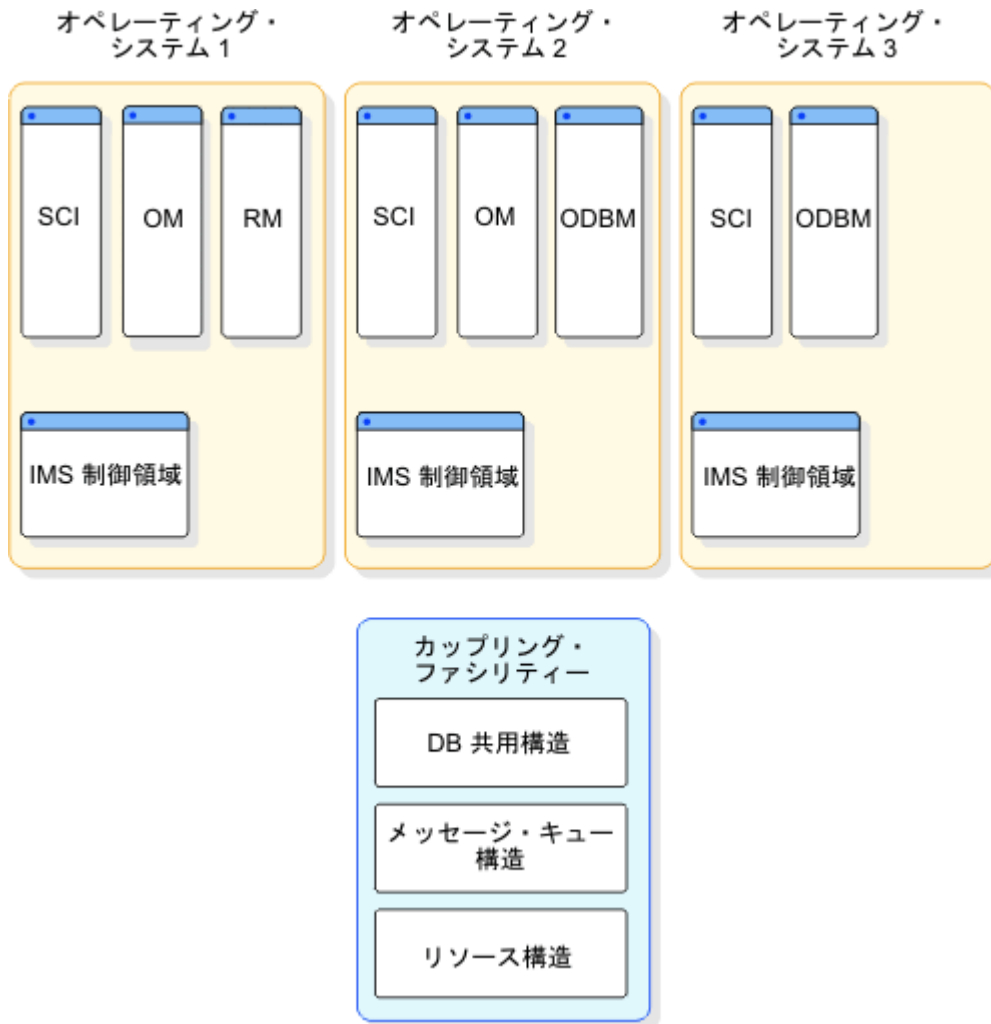 オペレーティング・
システム 1
オペレーティング・
システム 2
オペレーティング・
システム 3
SCI
OM
RM
SCI
OM
ODBM
SCI
ODBM
IMS 制御領域
IMS 制御領域
IMS 制御領域
カップリング・
ファシリティー
DB 共用構造
メッセージ・キュー
構造
リソース構造